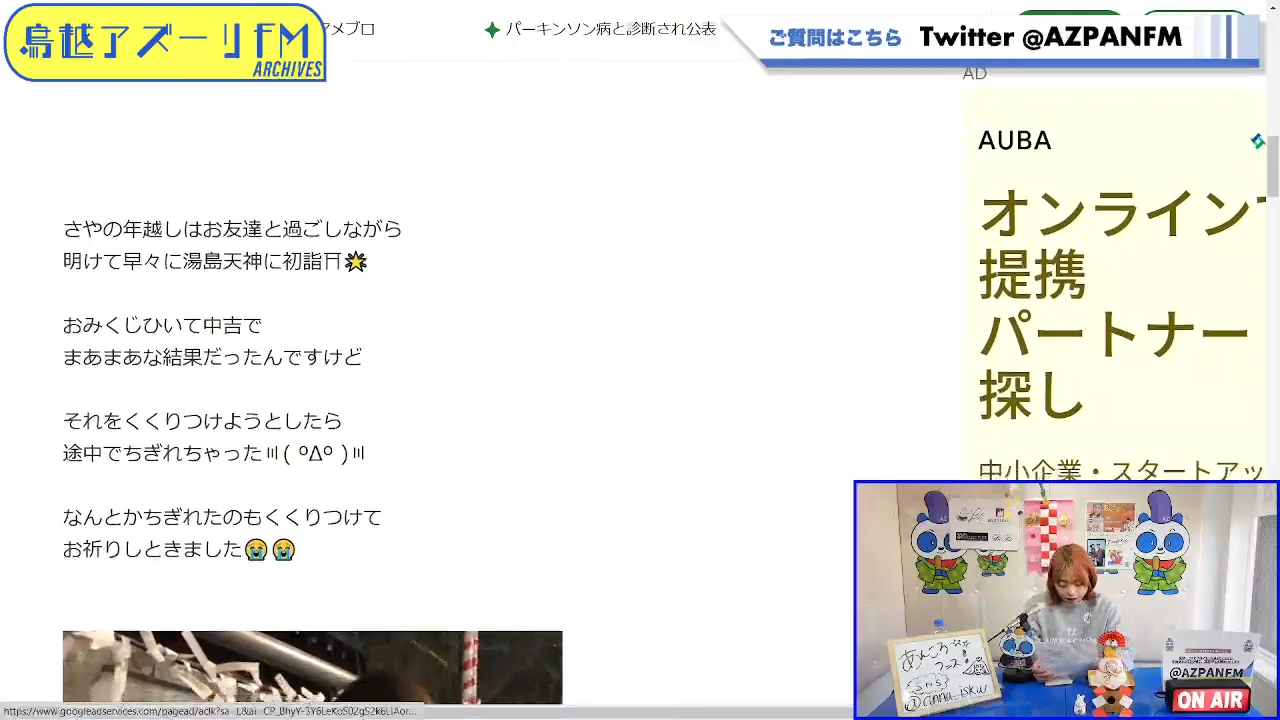 鳥越アズーリFM
ARCHIVES
アメブロ
パーキンソン病と診断され公表
ご質問はこちら Twitter @AZPANFM
AD
AUBA
オンライン
提携
パートナー
探し
中小企業・スタートアッ
さやの年越しはお友達と過ごしながら
明けて早々に湯島天神に初詣⛩🌟
おみくじひいて中吉で
まあまあな結果だったんですけど
それをくくりつけようとしたら
途中でちぎれちゃった〣( ºΔº )〣
なんとかちぎれたのもくくりつけて
お祈りしときました😭😭
@AZPANFM
ON AIR